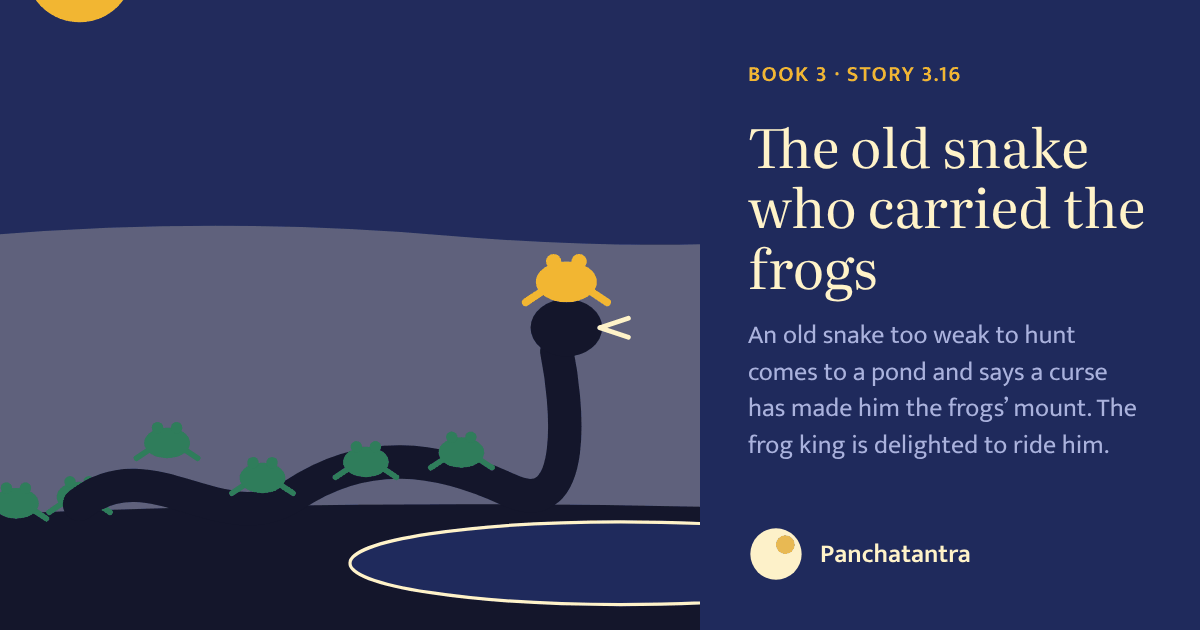 BOOK 3 · STORY 3.16
The old snake
who carried the
frogs
An old snake too weak to hunt
comes to a pond and says a curse
has made him the frogs’ mount. The
frog king is delighted to ride him.
Panchatantra